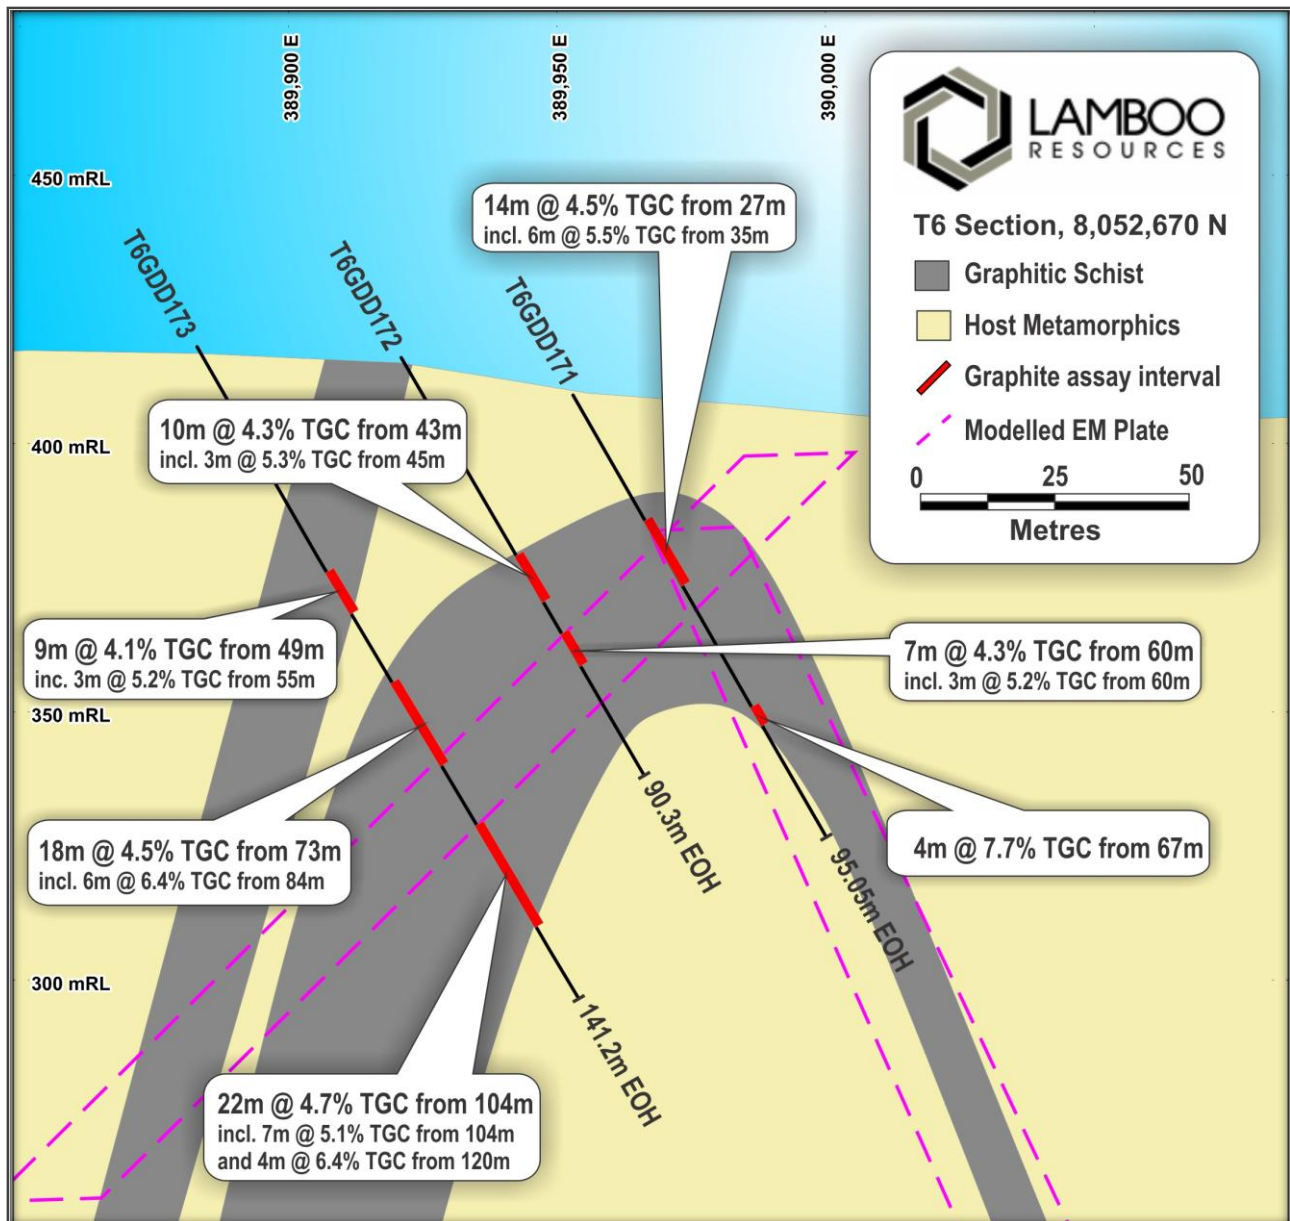 389,900 E
389,950 E
390,000 E
LAMBOO
RESOURCES
T6 Section, 8,052,670 N
Graphitic Schist
Host Metamorphics
Graphite assay interval
Modelled EM Plate
0 25 50
Metres
450 mRL
400 mRL
350 mRL
300 mRL
T6GDD173
T6GDD172
T6GDD171
14m @ 4.5% TGC from 27m
incl. 6m @ 5.5% TGC from 35m
10m @ 4.3% TGC from 43m
incl. 3m @ 5.3% TGC from 45m
9m @ 4.1% TGC from 49m
inc. 3m @ 5.2% TGC from 55m
7m @ 4.3% TGC from 60m
incl. 3m @ 5.2% TGC from 60m
18m @ 4.5% TGC from 73m
incl. 6m @ 6.4% TGC from 84m
4m @ 7.7% TGC from 67m
22m @ 4.7% TGC from 104m
incl. 7m @ 5.1% TGC from 104m
and 4m @ 6.4% TGC from 120m
90.3m EOH
95.05m EOH
141.2m EOH